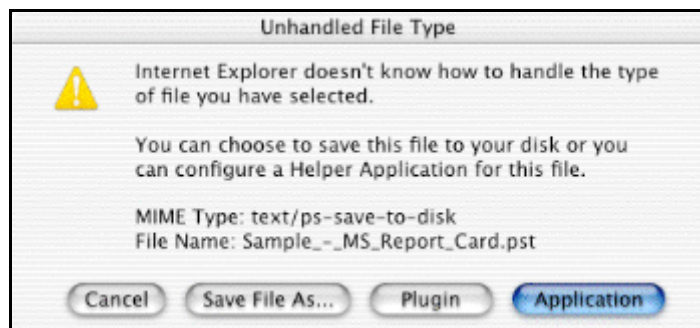 Unhandled File Type
Internet Explorer doesn't know how to handle the type
of file you have selected.
You can choose to save this file to your disk or you
can configure a Helper Application for this file.
MIME Type: text/ps-save-to-disk
File Name: Sample_-_MS_Report_Card.pst
Cancel Save File As... Plugin Application